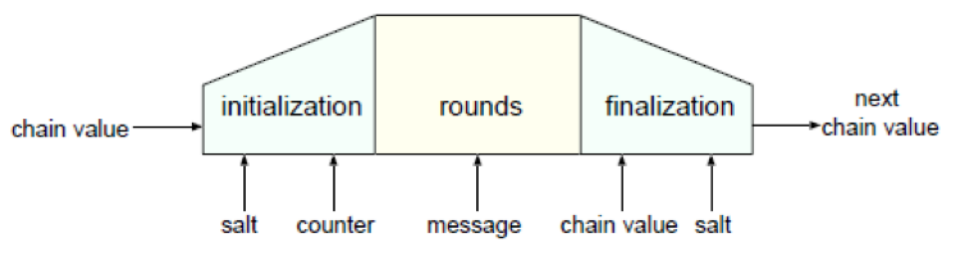 initialization
rounds
finalization
chain value
next
chain value
salt
counter
message
chain value
salt